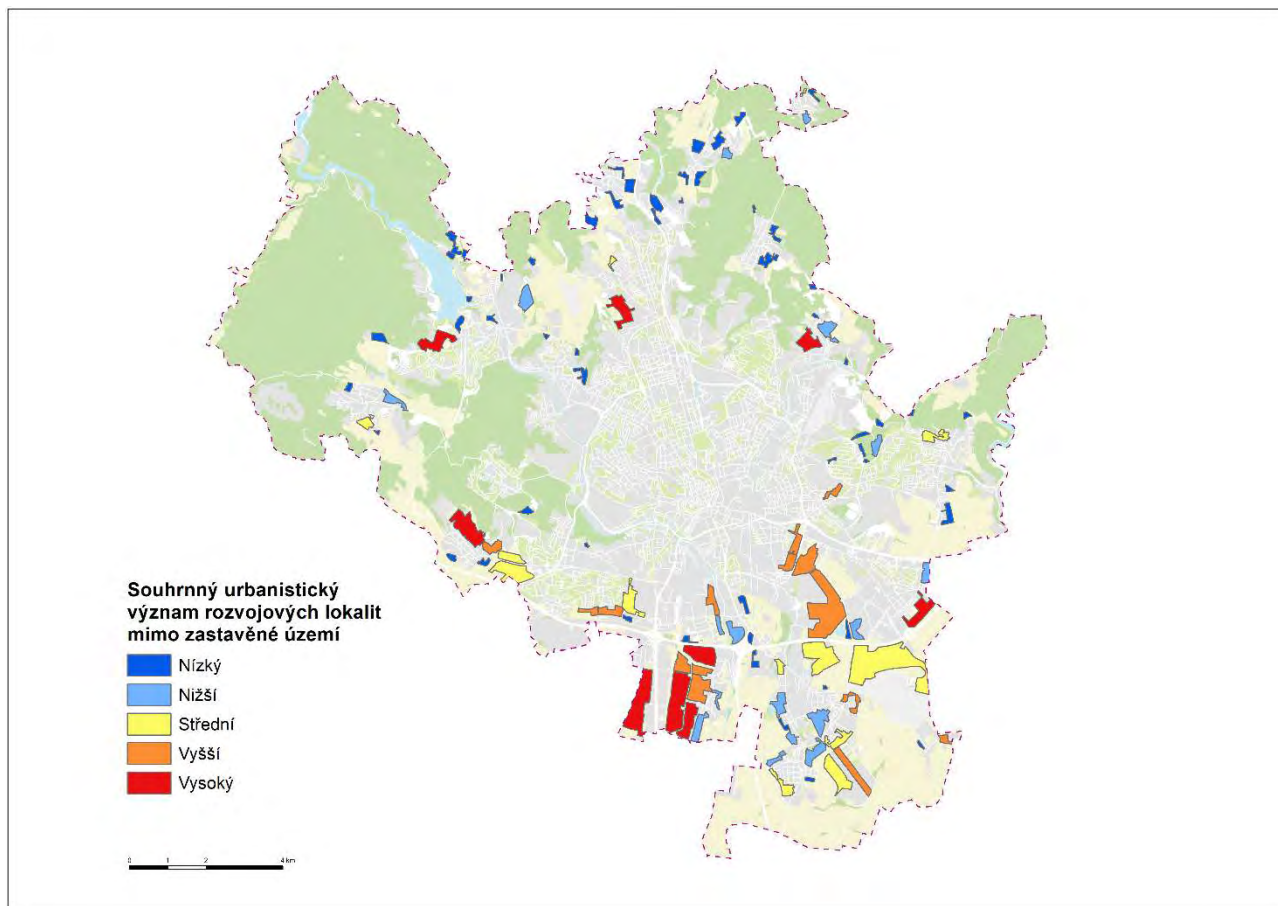 Souhrnný urbanistický
význam rozvojových lokalit
mimo zastavěné území
Nízký
Nižší
Střední
Vyšší
Vysoký
0 1 2 4 km